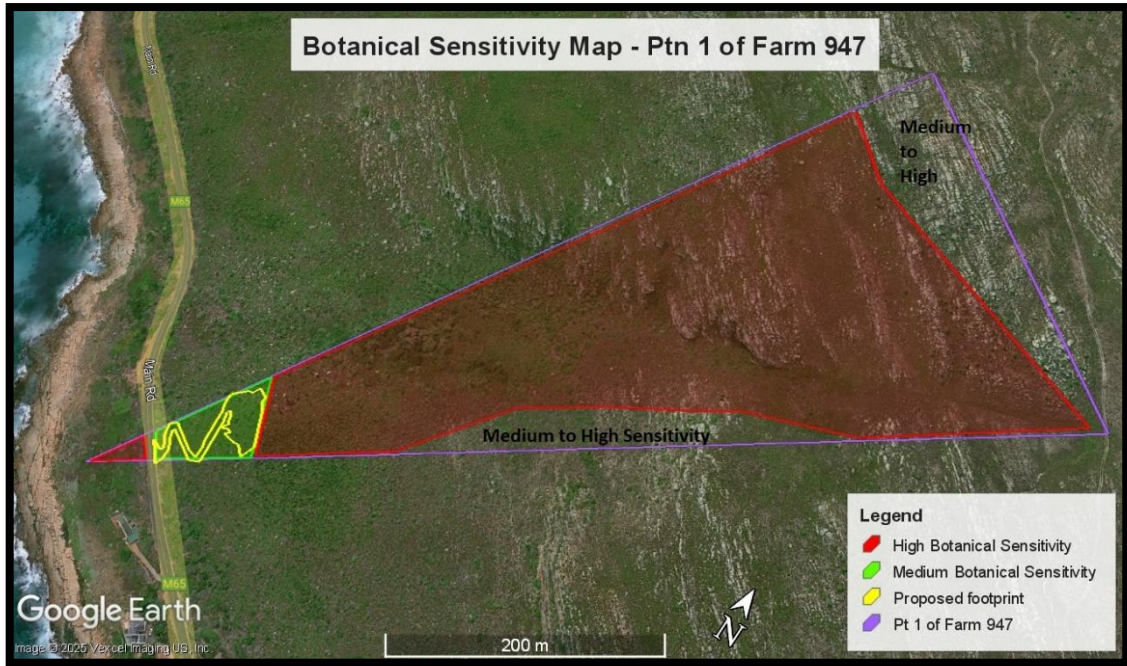 Botanical Sensitivity Map - Ptn 1 of Farm 947
Main Rd
M65
Medium
to
High
Main Rd
Medium to High Sensitivity
M65
Legend
High Botanical Sensitivity
Medium Botanical Sensitivity
Proposed footprint
Pt 1 of Farm 947
Google Earth
Image © 2025 Vexcel Imaging US, Inc.
200 m
N